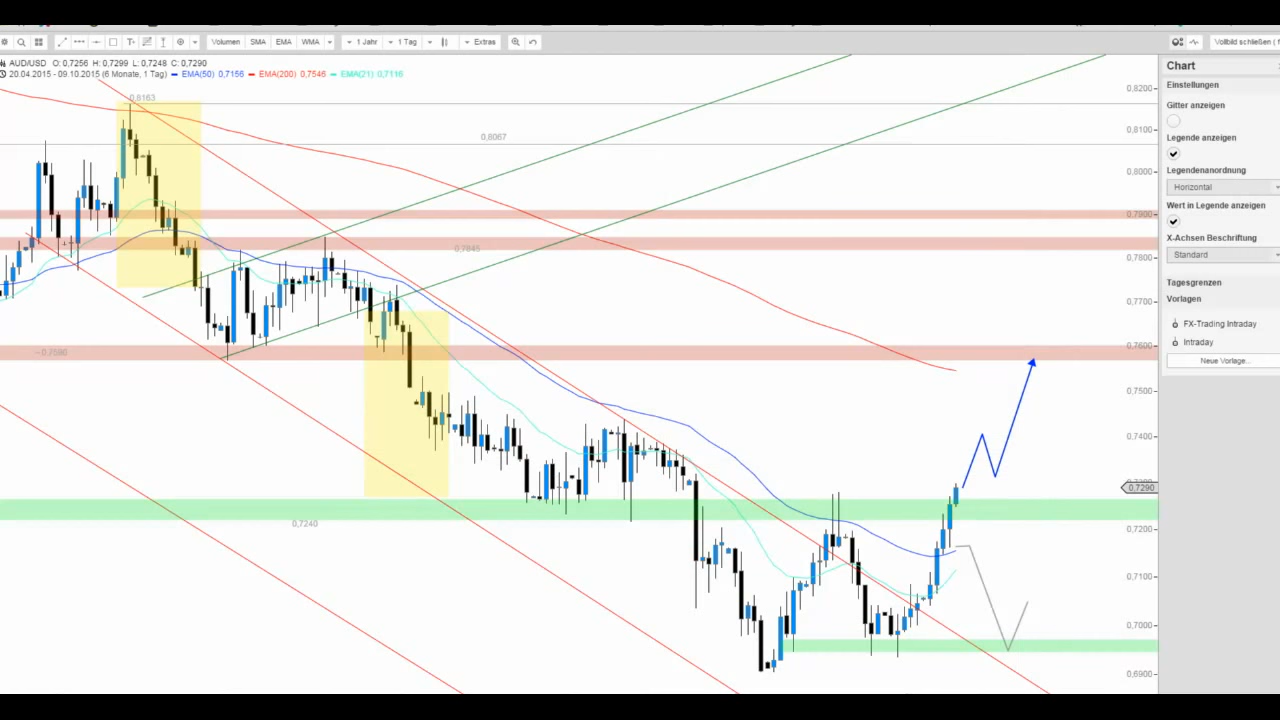 Volumen SMA EMA WMA 1 Jahr 1 Tag Extras Vollbild schließen (
AUD/USD O: 0,7256 H: 0,7299 L: 0,7248 C: 0,7290
20.04.2015 - 09.10.2015 (6 Monate, 1 Tag) EMA(50) 0,7156 EMA(200) 0,7546 EMA(21) 0,7116
0,8163
0,8067
0,7845
0,7240
0,8200
0,8100
0,8000
0,7900
0,7800
0,7700
0,7600
0,7500
0,7400
0,7290
0,7200
0,7100
0,7000
0,6900
Chart
Einstellungen
Gitter anzeigen
Legende anzeigen
Legendenanordnung
Horizontal
Wert in Legende anzeigen
X-Achsen Beschriftung
Standard
Tagesgrenzen
Vorlagen
FX-Trading Intraday
Intraday
Neue Vorlage...